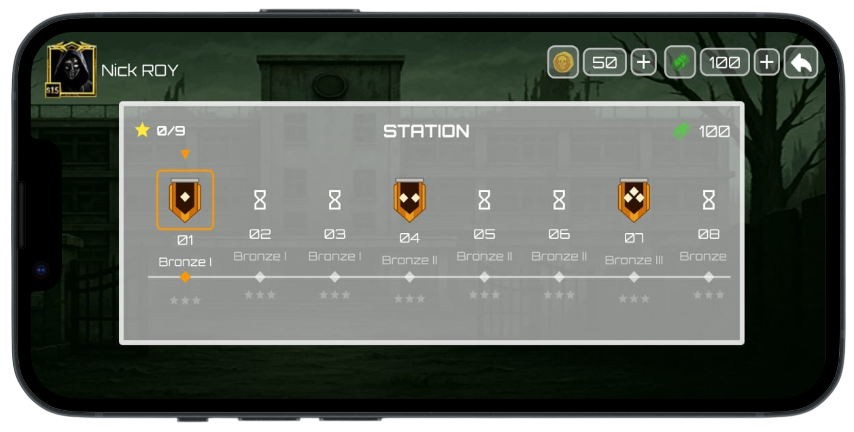 Nick ROY
515
50 + 100 +
0/9 STATION 100
01 02 03 04 05 06 07 08
Bronze I Bronze I Bronze I Bronze II Bronze II Bronze II Bronze III Bronze